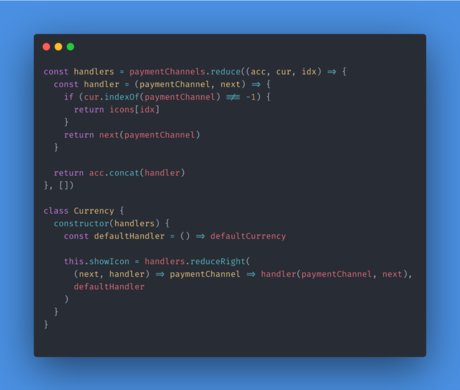 const handlers = paymentChannels.reduce((acc, cur, idx) => {
  const handler = (paymentChannel, next) => {
    if (cur.indexOf(paymentChannel) !== -1) {
      return icons[idx]
    }
    return next(paymentChannel)
  }

  return acc.concat(handler)
}, [])

class Currency {
  constructor(handlers) {
    const defaultHandler = () => defaultCurrency

    this.showIcon = handlers.reduceRight(
      (next, handler) => paymentChannel => handler(paymentChannel, next),
      defaultHandler
    )
  }
}